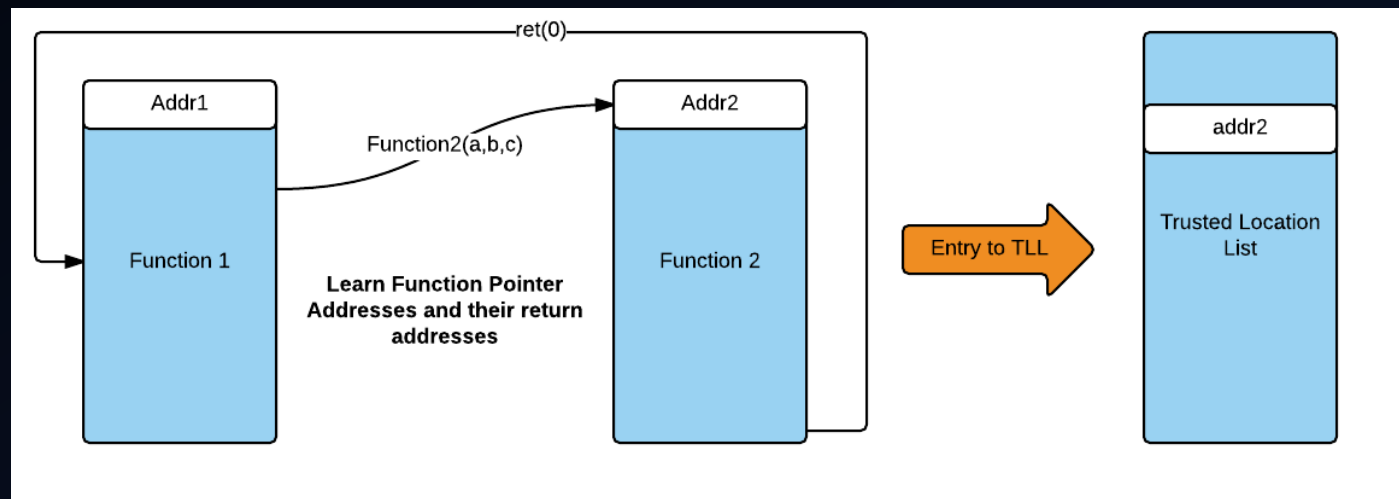 ret(0)
Addr1
Addr2
addr2
Function2(a,b,c)
Function 1
Function 2
Learn Function Pointer
Addresses and their return
addresses
Entry to TLL
Trusted Location
List